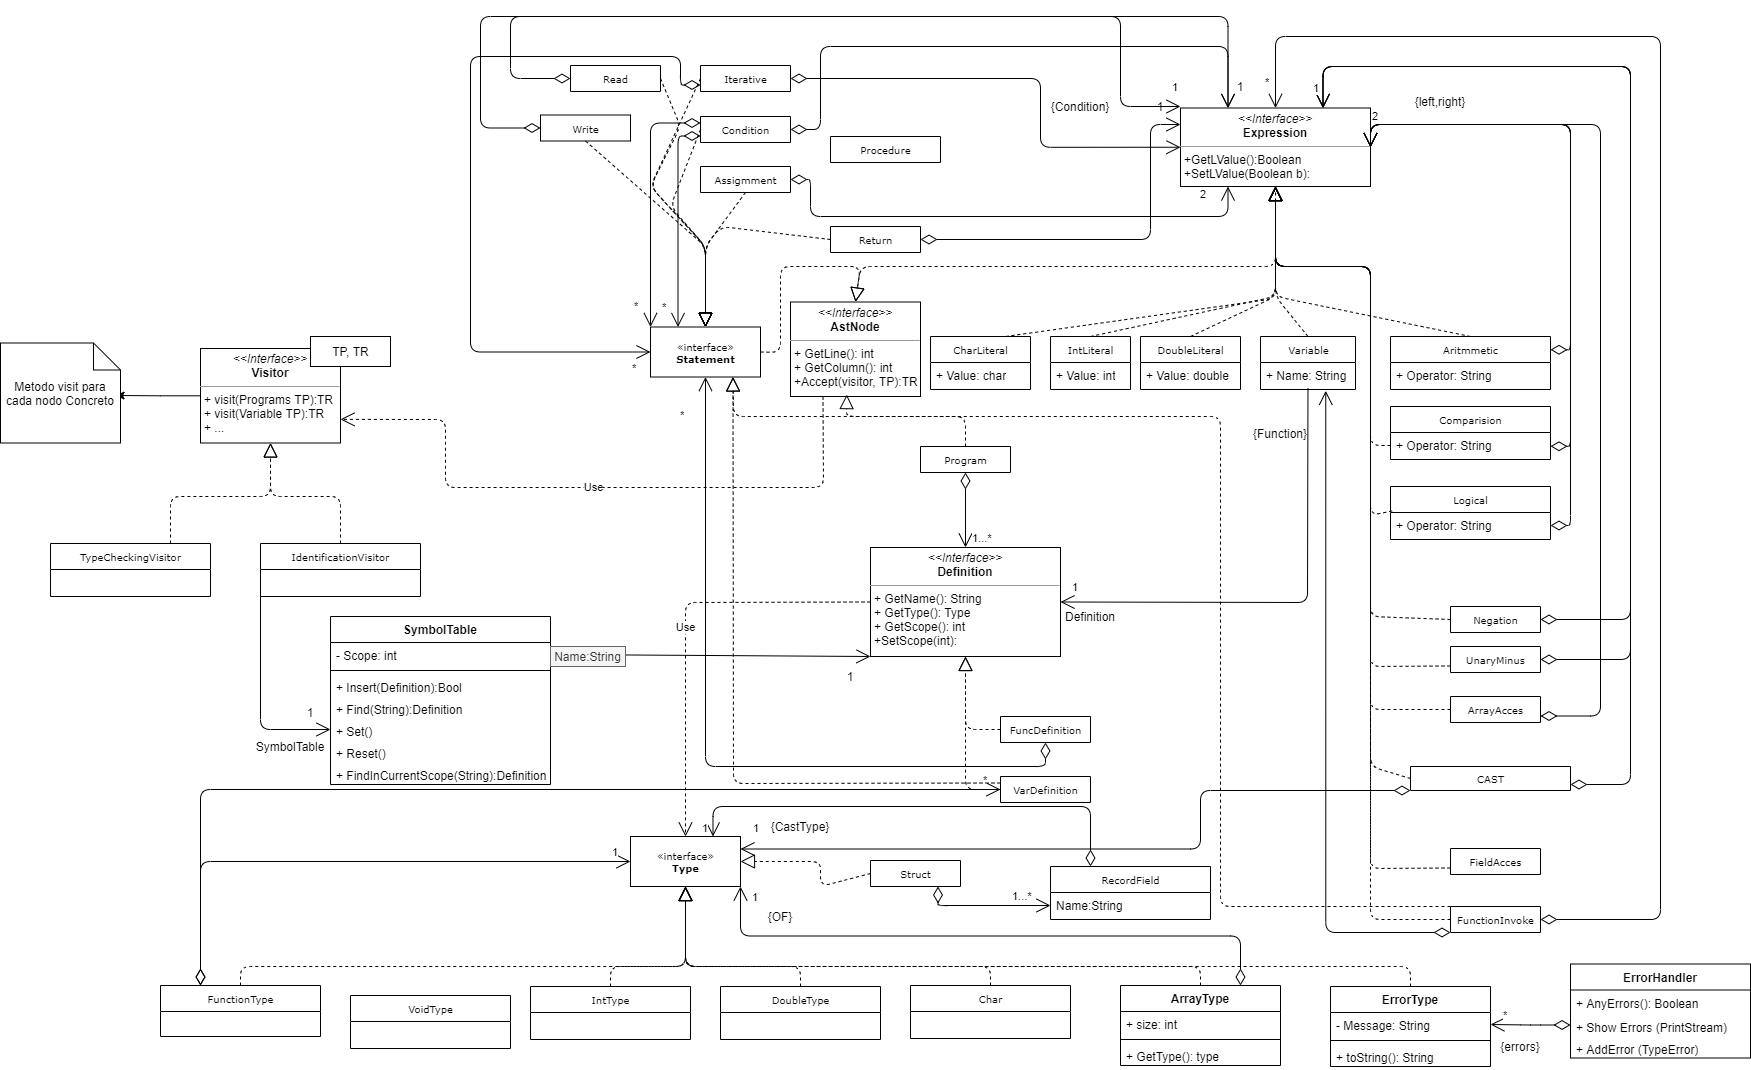 Read
Iterative
Write
Condition
Procedure
Assigmment
Return
{Condition}
1
1
1
*
1
{left,right}
2
<<Interface>>
Expression
+GetLValue():Boolean
+SetLValue(Boolean b):
2
*
*
*
*
«interface»
Statement
<<Interface>>
AstNode
+ GetLine(): int
+ GetColumn(): int
+Accept(visitor, TP):TR
CharLiteral
+ Value: char
IntLiteral
+ Value: int
DoubleLiteral
+ Value: double
Variable
+ Name: String
{Function}
Aritmmetic
+ Operator: String
Comparision
+ Operator: String
Logical
+ Operator: String
Metodo visit para
cada nodo Concreto
<<Interface>>
Visitor
TP, TR
+ visit(Programs TP):TR
+ visit(Variable TP):TR
+ ...
Use
Program
1...*
TypeCheckingVisitor
IdentificationVisitor
<<Interface>>
Definition
+ GetName(): String
+ GetType(): Type
+ GetScope(): int
+SetScope(int):
1
Definition
Use
SymbolTable
- Scope: int
Name:String
+ Insert(Definition):Bool
+ Find(String):Definition
+ Set()
+ Reset()
+ FindInCurrentScope(String):Definition
1
SymbolTable
1
Negation
UnaryMinus
ArrayAcces
FuncDefinition
*
VarDefinition
CAST
1
1
{CastType}
1
«interface»
Type
Struct
1...*
RecordField
Name:String
FieldAcces
FunctionInvoke
1
{OF}
FunctionType
VoidType
IntType
DoubleType
Char
ArrayType
+ size: int
+ GetType(): type
ErrorType
- Message: String
+ toString(): String
*
{errors}
ErrorHandler
+ AnyErrors(): Boolean
+ Show Errors (PrintStream)
+ AddError (TypeError)